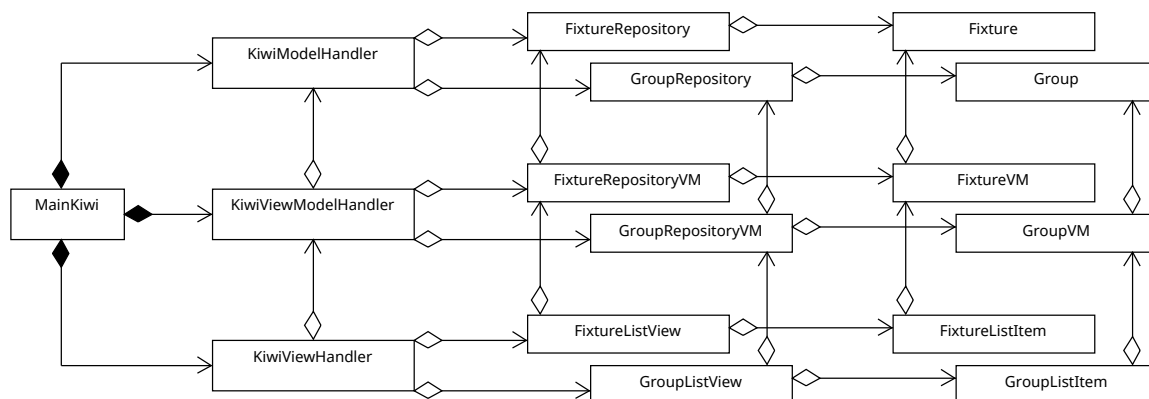 FixtureRepository
Fixture
KiwiModelHandler
GroupRepository
Group
MainKiwi
KiwiViewModelHandler
FixtureRepositoryVM
FixtureVM
GroupRepositoryVM
GroupVM
FixtureListView
FixtureListItem
KiwiViewHandler
GroupListView
GroupListItem